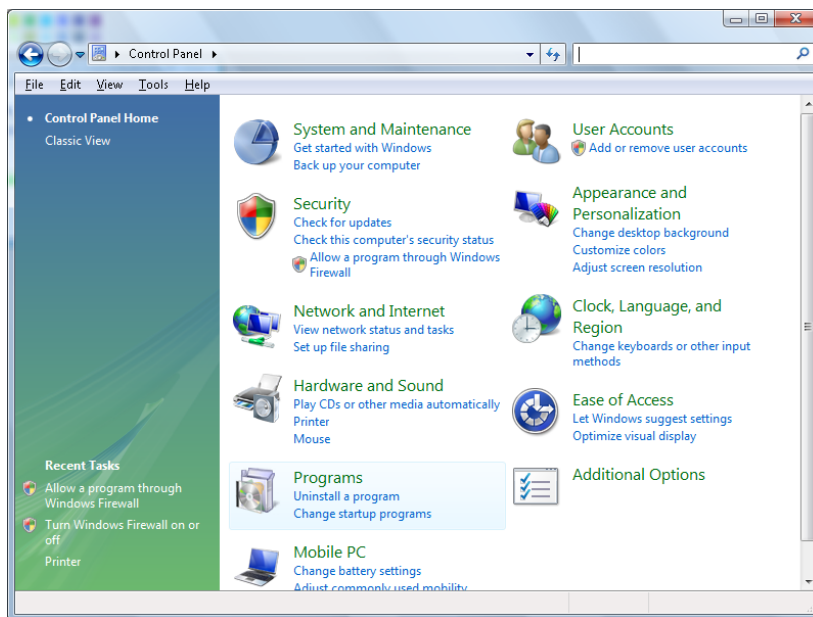 Control Panel
File Edit View Tools Help
Control Panel Home
Classic View
Recent Tasks
Allow a program through
Windows Firewall
Turn Windows Firewall on or
off
Printer
System and Maintenance
Get started with Windows
Back up your computer
Security
Check for updates
Check this computer's security status
Allow a program through Windows
Firewall
Network and Internet
View network status and tasks
Set up file sharing
Hardware and Sound
Play CDs or other media automatically
Printer
Mouse
Programs
Uninstall a program
Change startup programs
Mobile PC
Change battery settings
Adjust commonly used mobility
User Accounts
Add or remove user accounts
Appearance and
Personalization
Change desktop background
Customize colors
Adjust screen resolution
Clock, Language, and
Region
Change keyboards or other input
methods
Ease of Access
Let Windows suggest settings
Optimize visual display
Additional Options